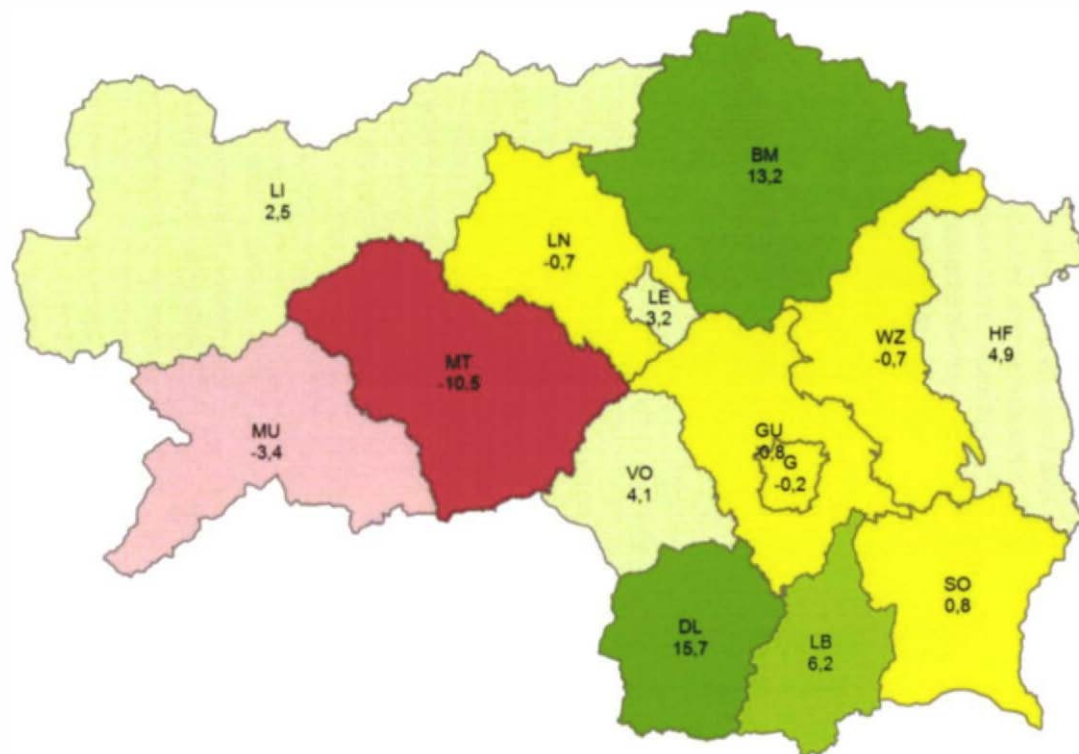 BM
13,2
LI
2,5
LN
-0,7
LE
3,2
WZ
-0,7
HF
4,9
MT
-10,5
MU
-3,4
GU
-0,8
G
-0,2
VO
4,1
SO
0,8
DL
15,7
LB
6,2